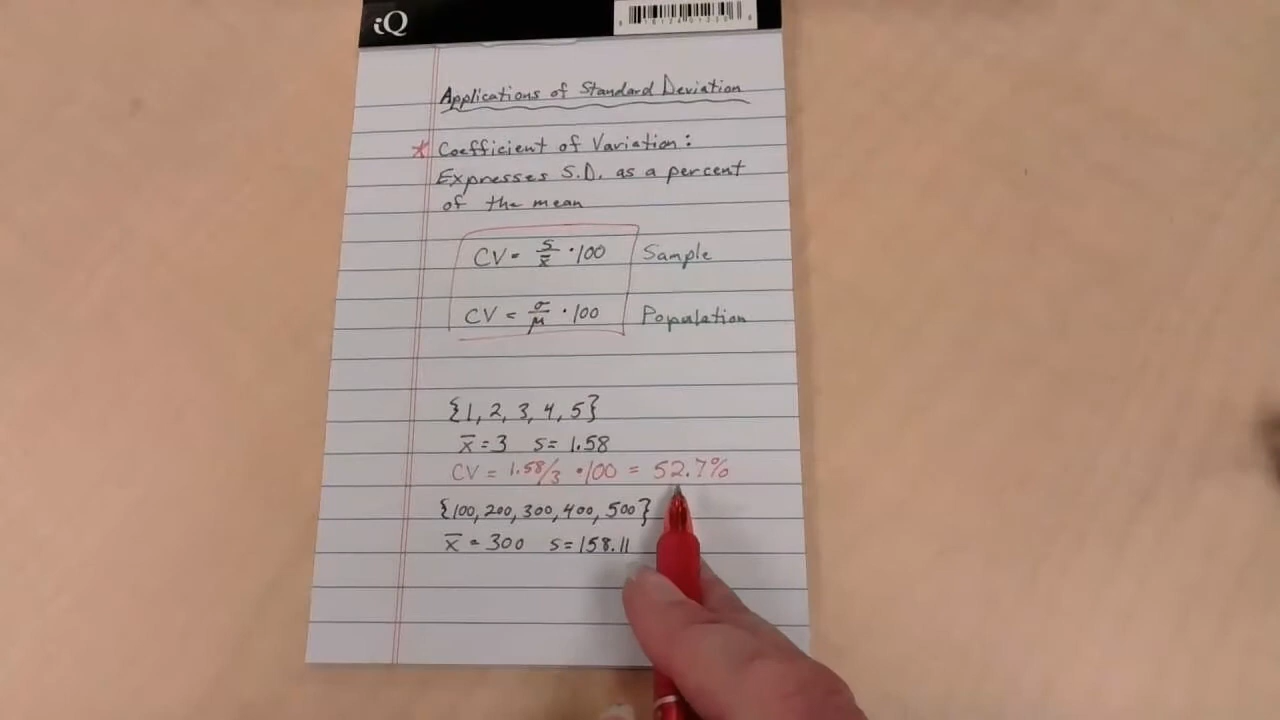 iQ
Applications of Standard Deviation
* Coefficient of Variation:
Expresses S.D. as a percent
of the mean
CV = s/x̄ · 100 Sample
CV = σ/μ · 100 Population
{1, 2, 3, 4, 5}
x̄ = 3 s = 1.58
CV = 1.58/3 · 100 = 52.7%
{100, 200, 300, 400, 500}
x̄ = 300 s = 158.11